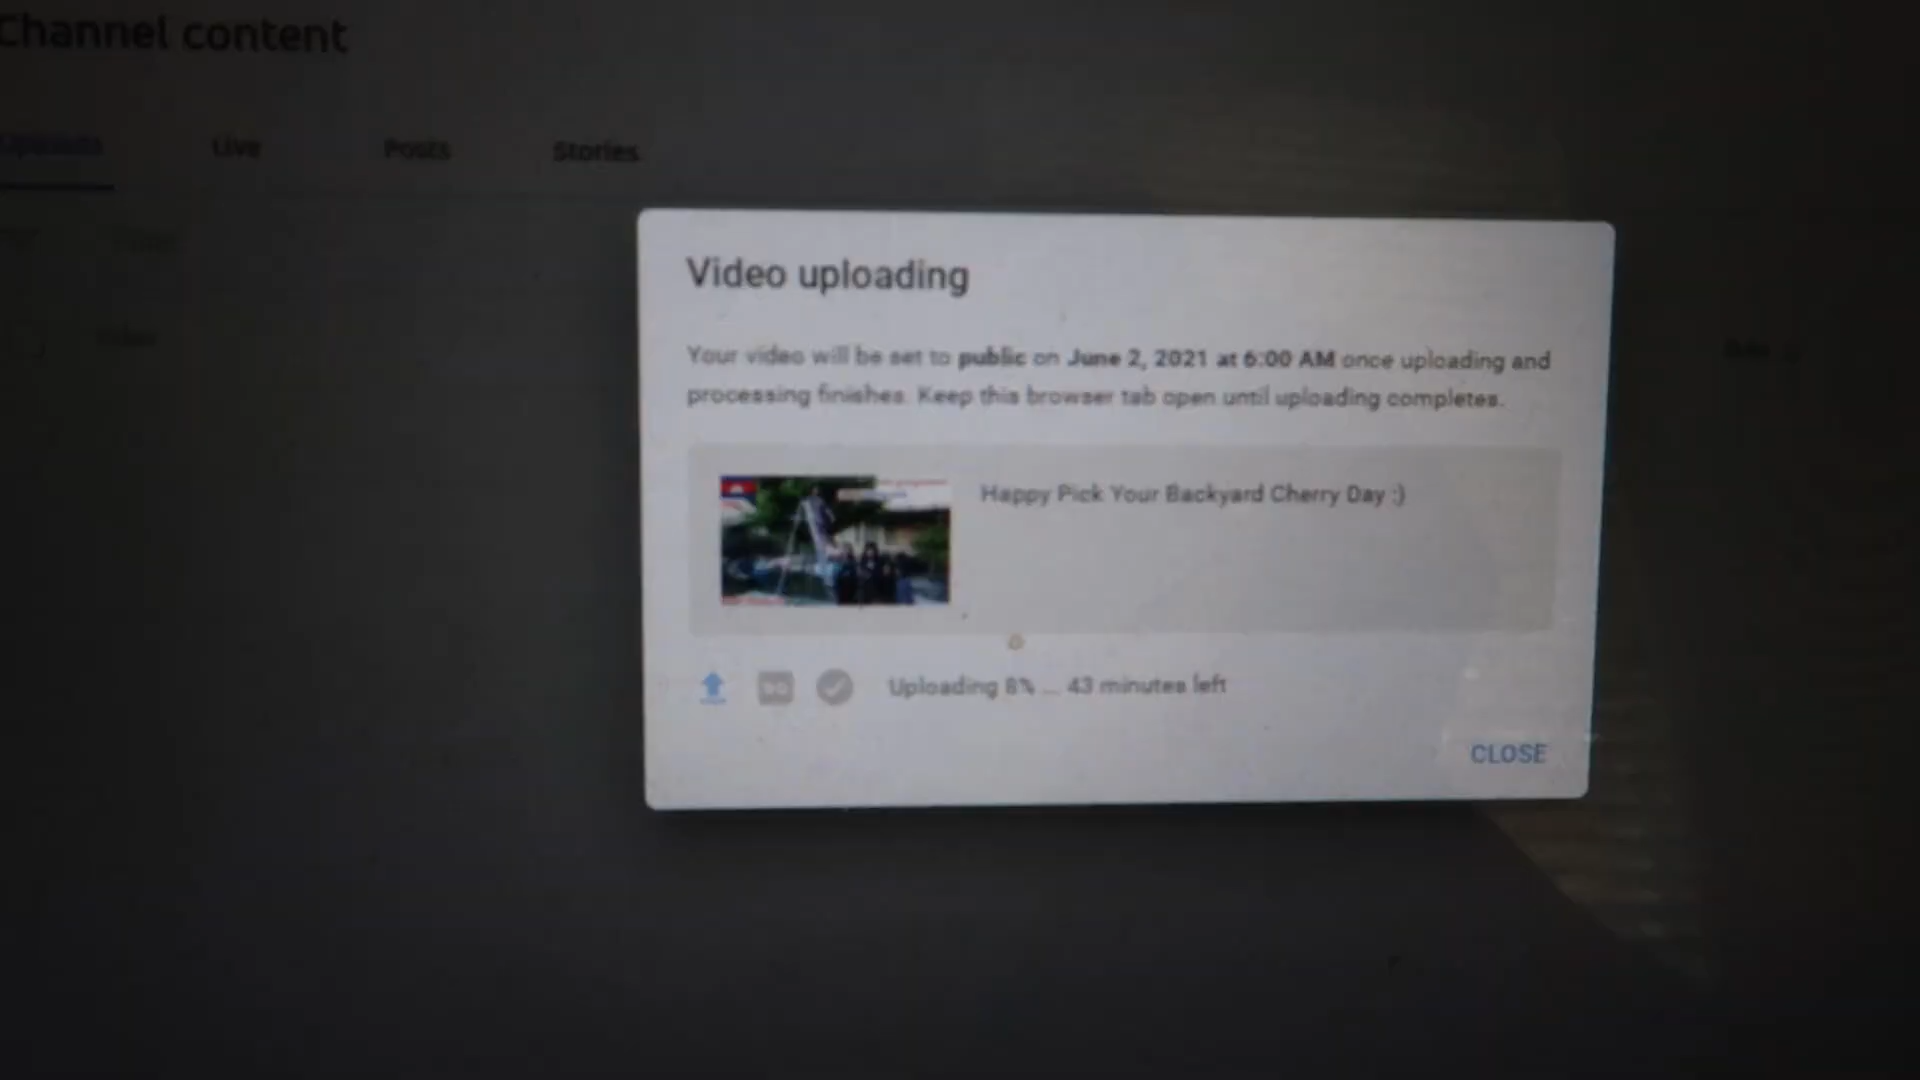 Channel content
Uploads Live Posts Stories
Video uploading
Your video will be set to public on June 2, 2021 at 6:00 AM once uploading and
processing finishes. Keep this browser tab open until uploading completes.
Happy Pick Your Backyard Cherry Day :)
Uploading 8% ... 43 minutes left
CLOSE